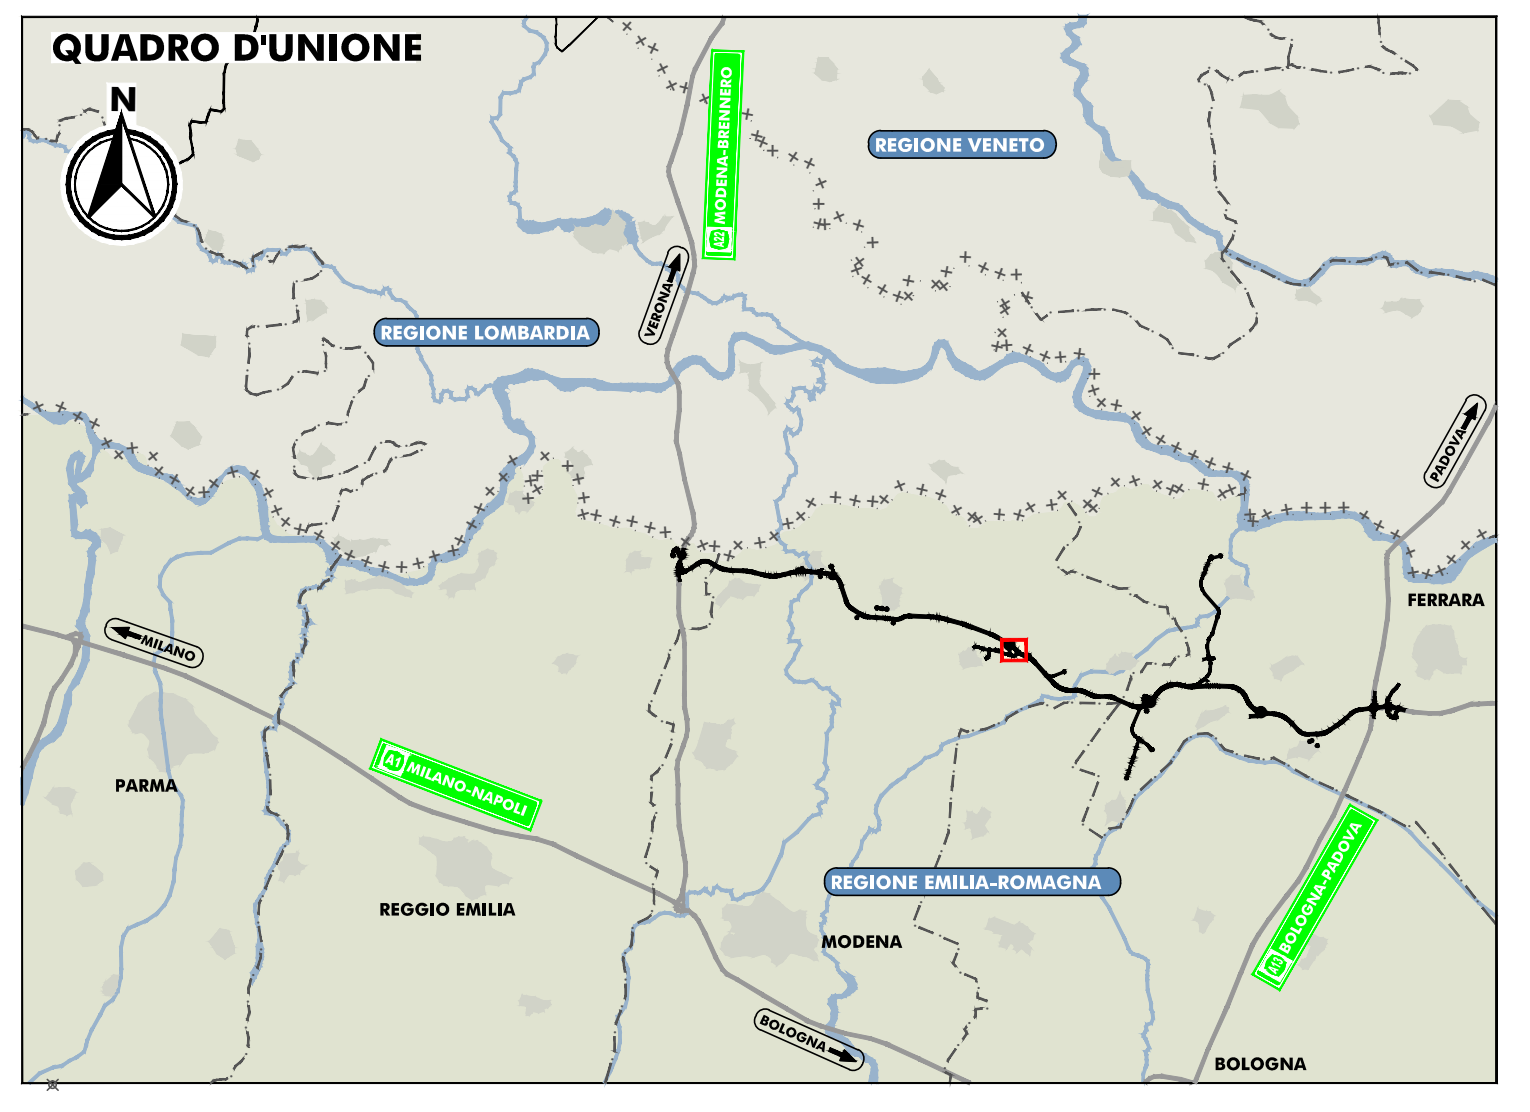 QUADRO D'UNIONE
N
A22 MODENA-BRENNERO
REGIONE VENETO
VERONA
REGIONE LOMBARDIA
PADOVA
FERRARA
MILANO
A1 MILANO-NAPOLI
PARMA
A13 BOLOGNA-PADOVA
REGIONE EMILIA-ROMAGNA
REGGIO EMILIA
MODENA
BOLOGNA
BOLOGNA